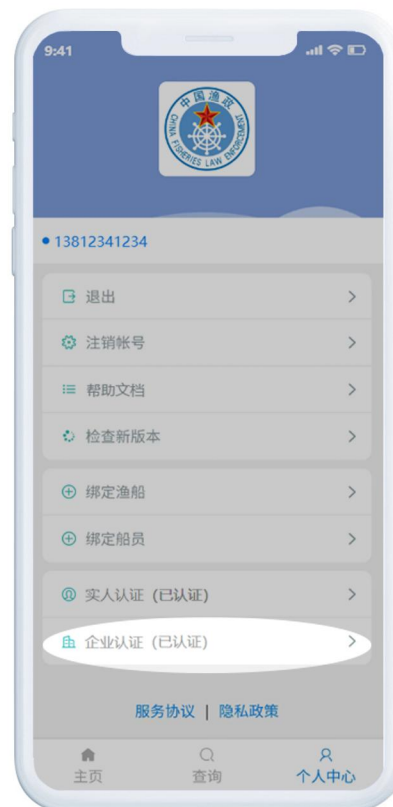 9:41
中国渔政
CHINA FISHERIES LAW ENFORCEMENT
13812341234
退出
注销帐号
帮助文档
检查新版本
绑定渔船
绑定船员
实人认证（已认证）
企业认证（已认证）
服务协议 | 隐私政策
主页
查询
个人中心